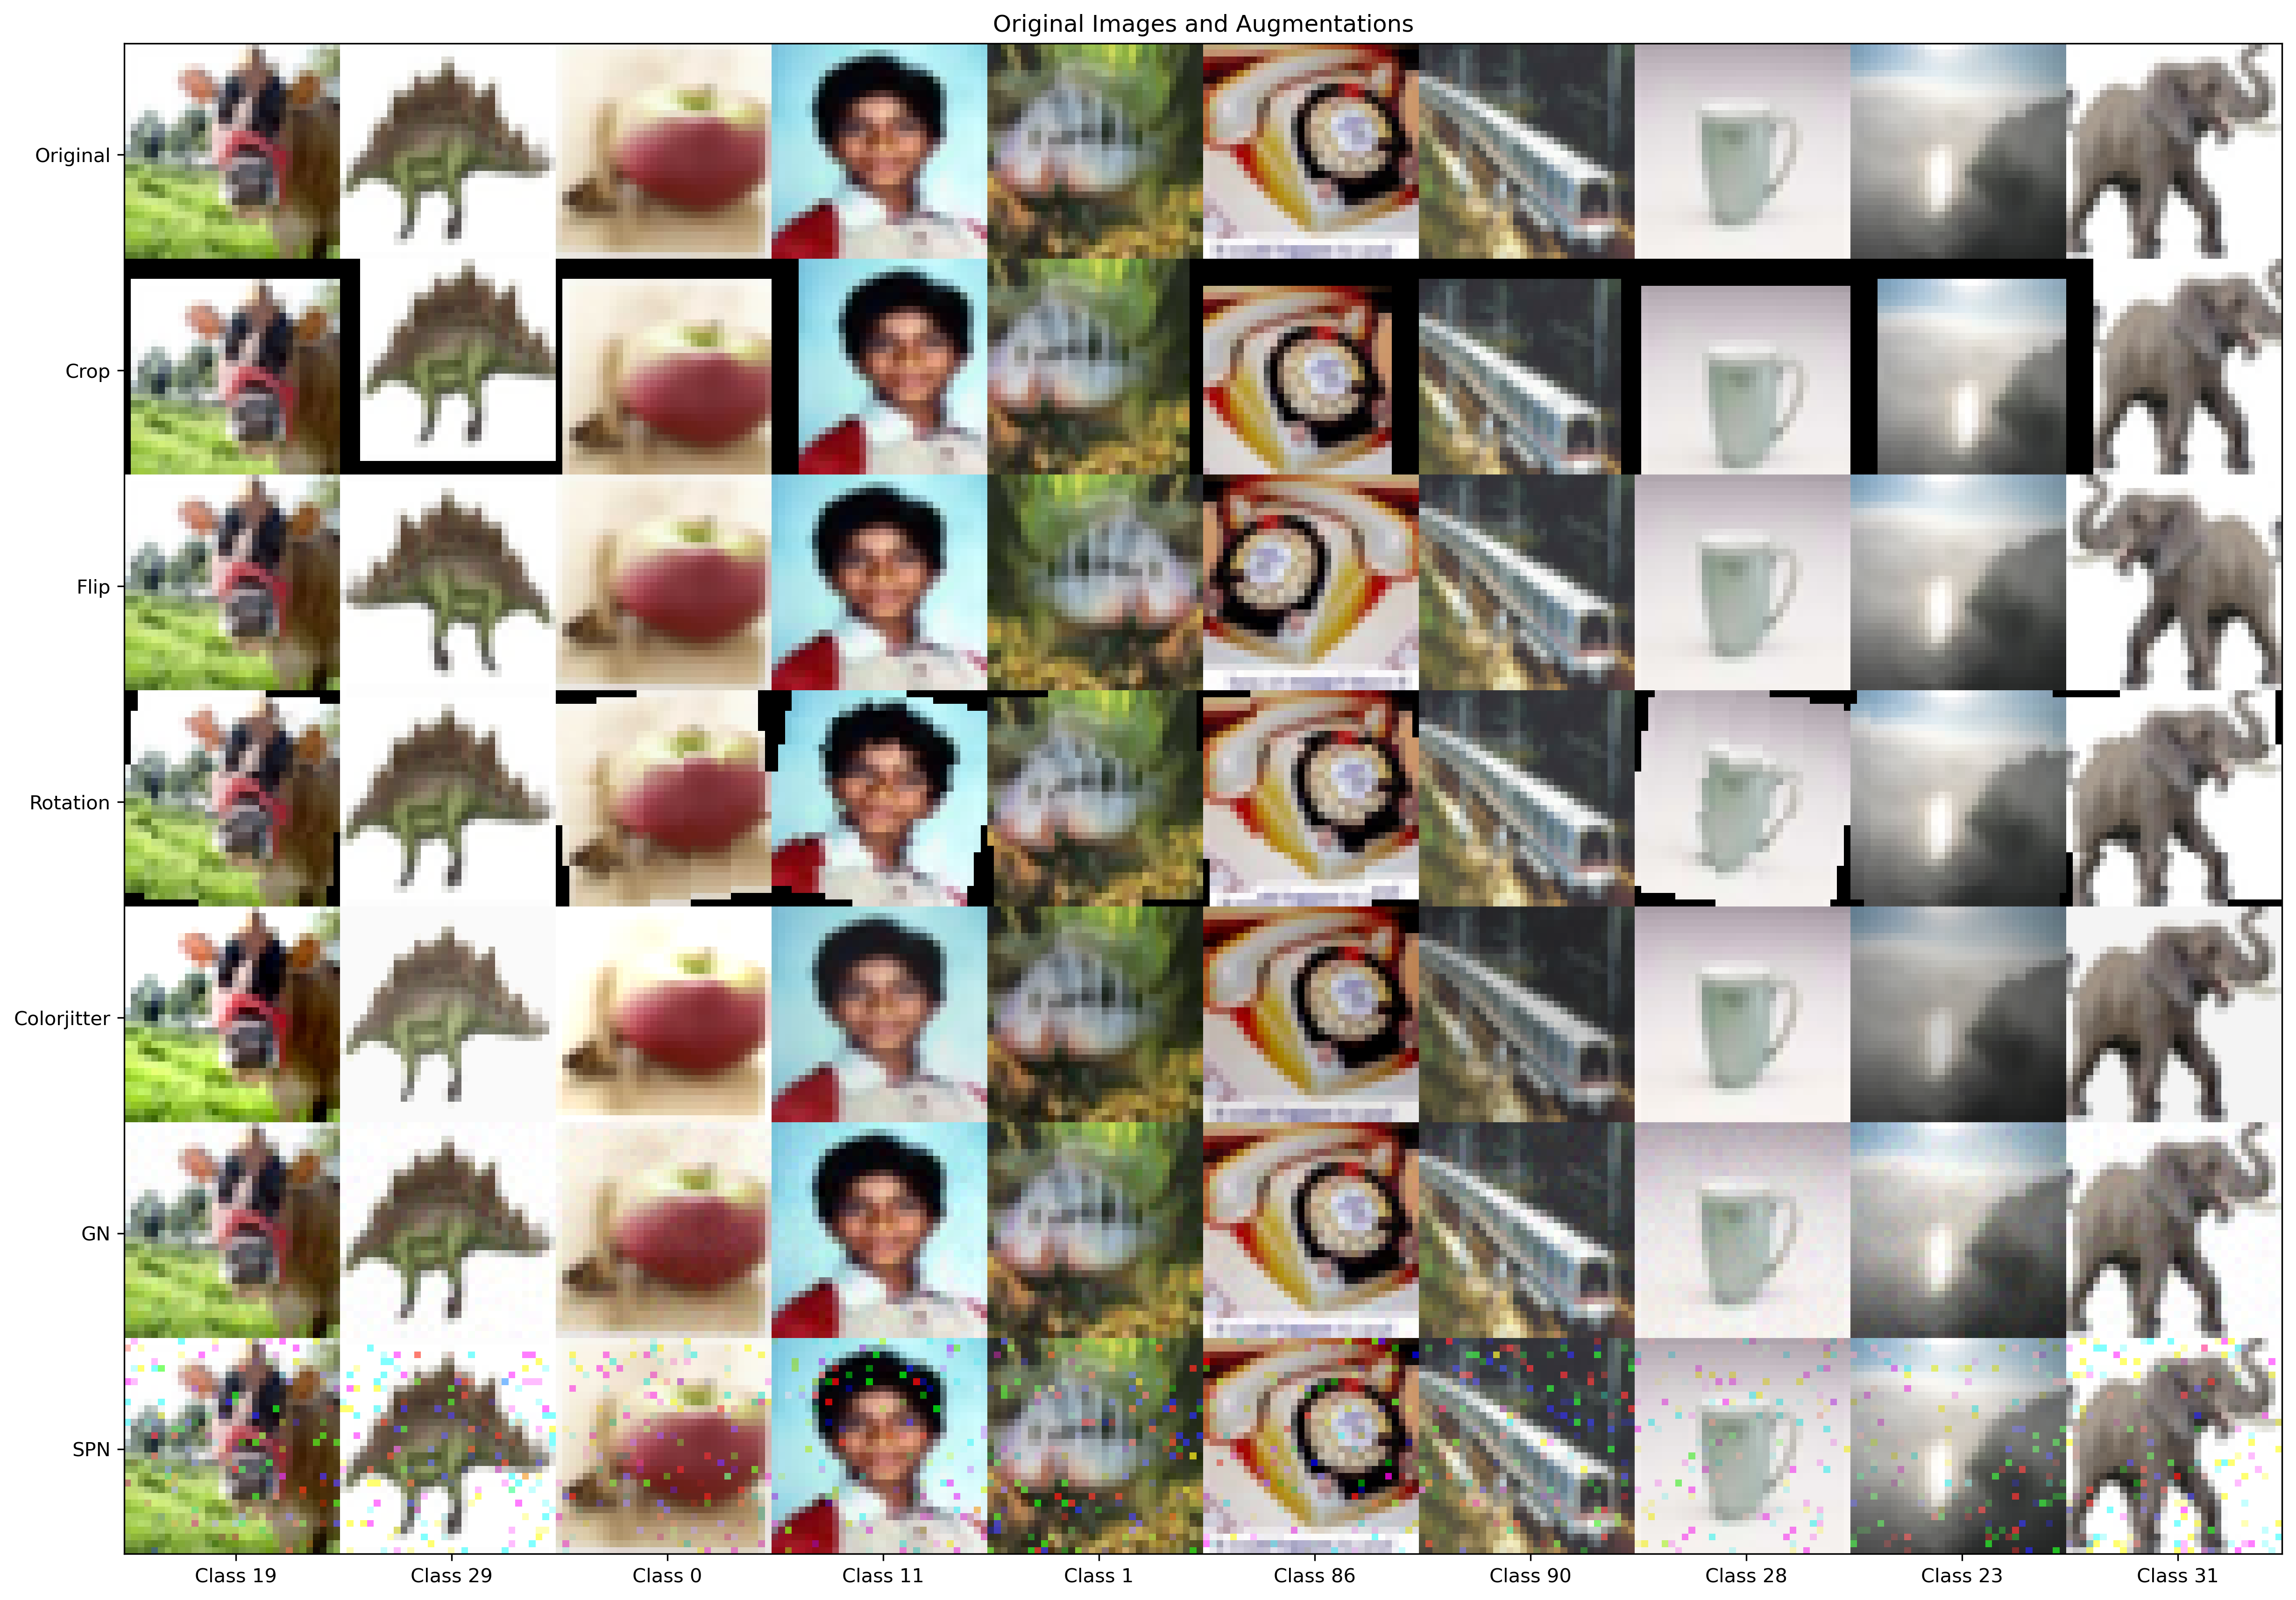 Original Images and Augmentations
Original
Crop
Flip
Rotation
Colorjitter
GN
SPN
Class 19 Class 29 Class 0 Class 11 Class 1 Class 86 Class 90 Class 28 Class 23 Class 31